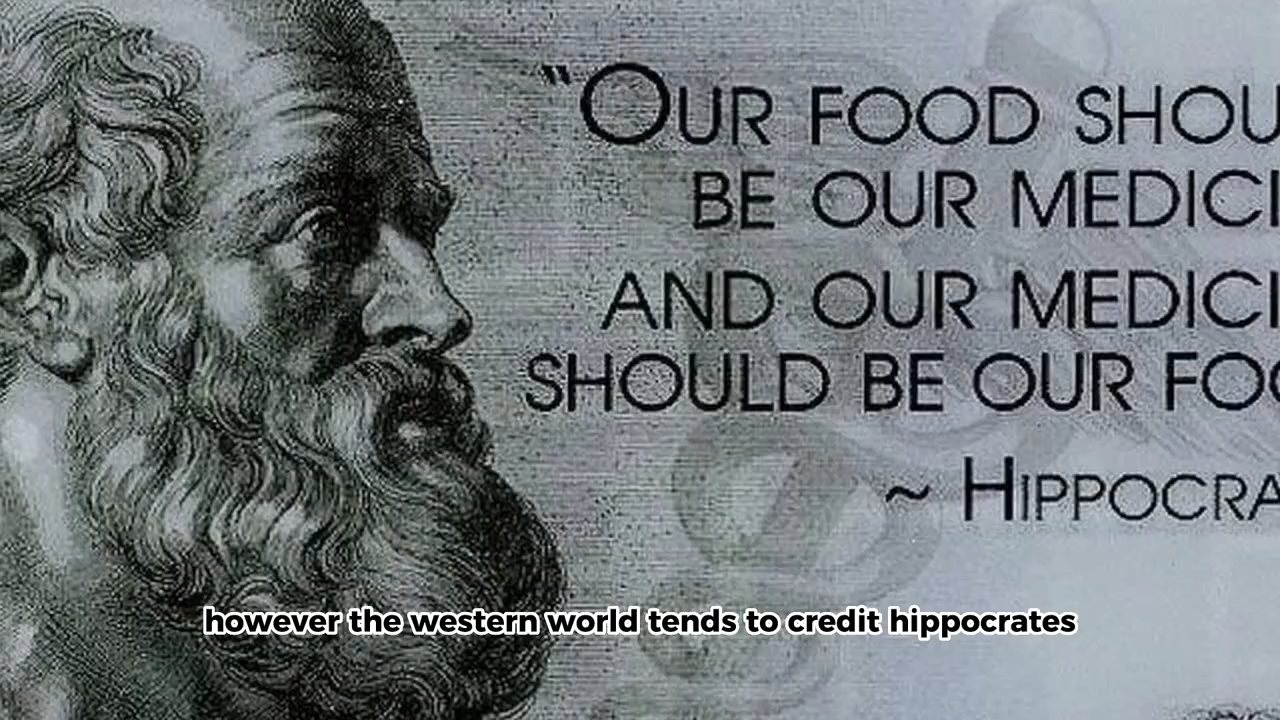 "OUR FOOD SHOU
BE OUR MEDICI
AND OUR MEDICI
SHOULD BE OUR FOO
~ HIPPOCRA
however the western world tends to credit hippocrates